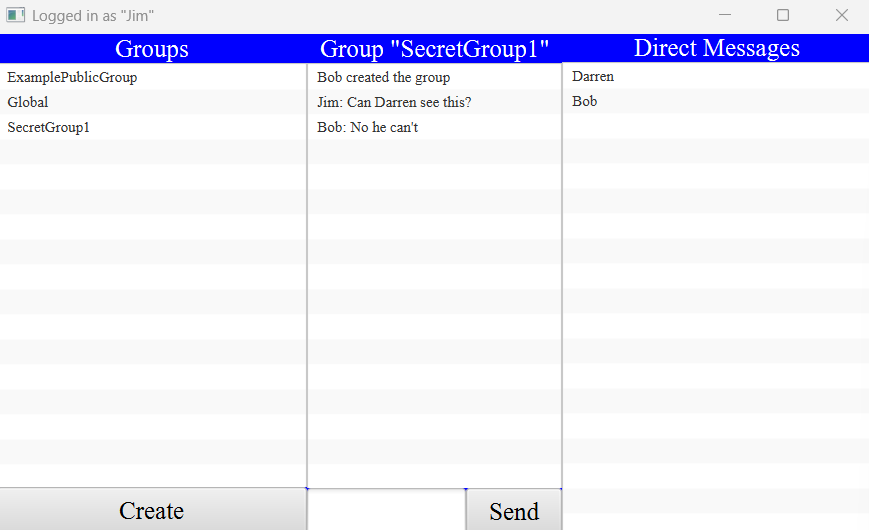 Logged in as "Jim"
Groups
ExamplePublicGroup
Global
SecretGroup1
Create
Group "SecretGroup1"
Bob created the group
Jim: Can Darren see this?
Bob: No he can't
Send
Direct Messages
Darren
Bob